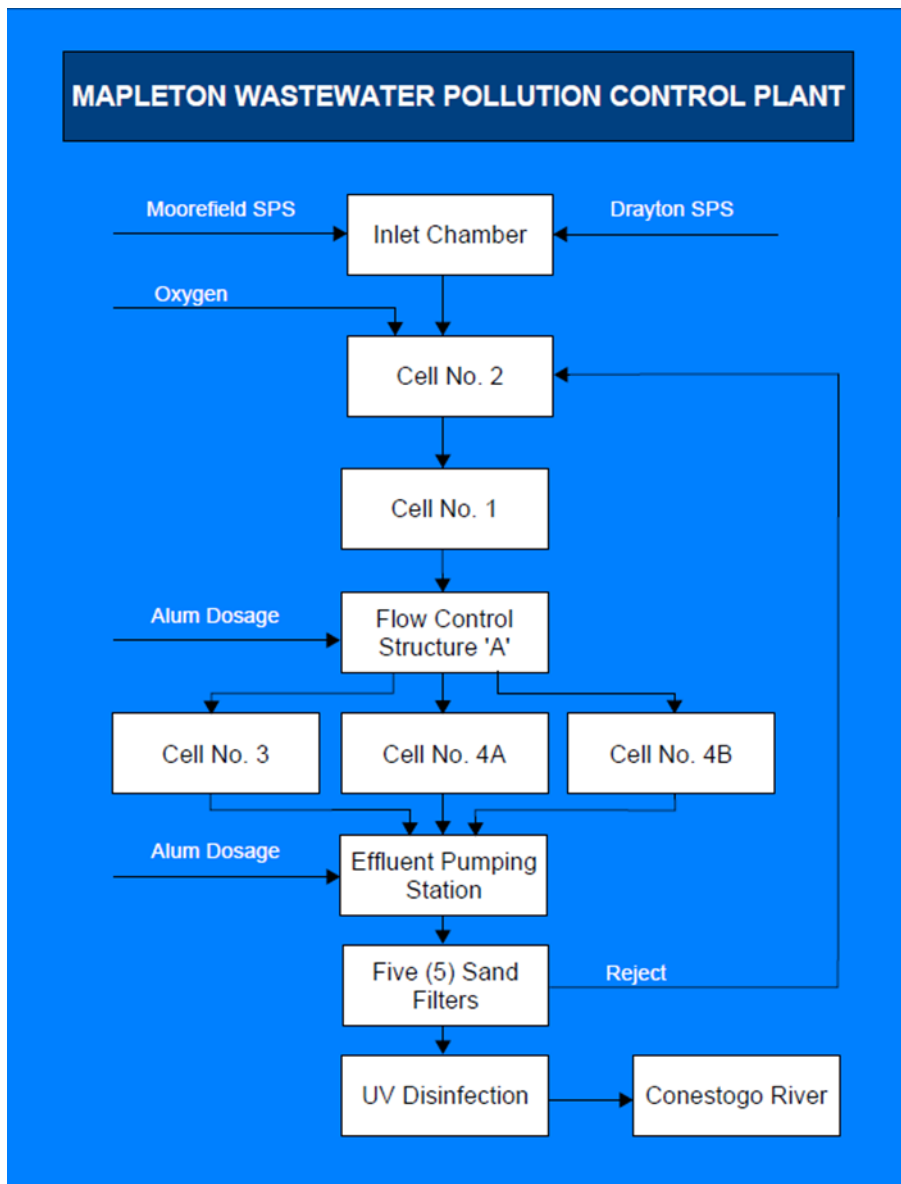 MAPLETON WASTEWATER POLLUTION CONTROL PLANT
Moorefield SPS
Drayton SPS
Inlet Chamber
Oxygen
Cell No. 2
Cell No. 1
Alum Dosage
Flow Control
Structure 'A'
Cell No. 3
Cell No. 4A
Cell No. 4B
Alum Dosage
Effluent Pumping
Station
Five (5) Sand
Filters
Reject
UV Disinfection
Conestogo River